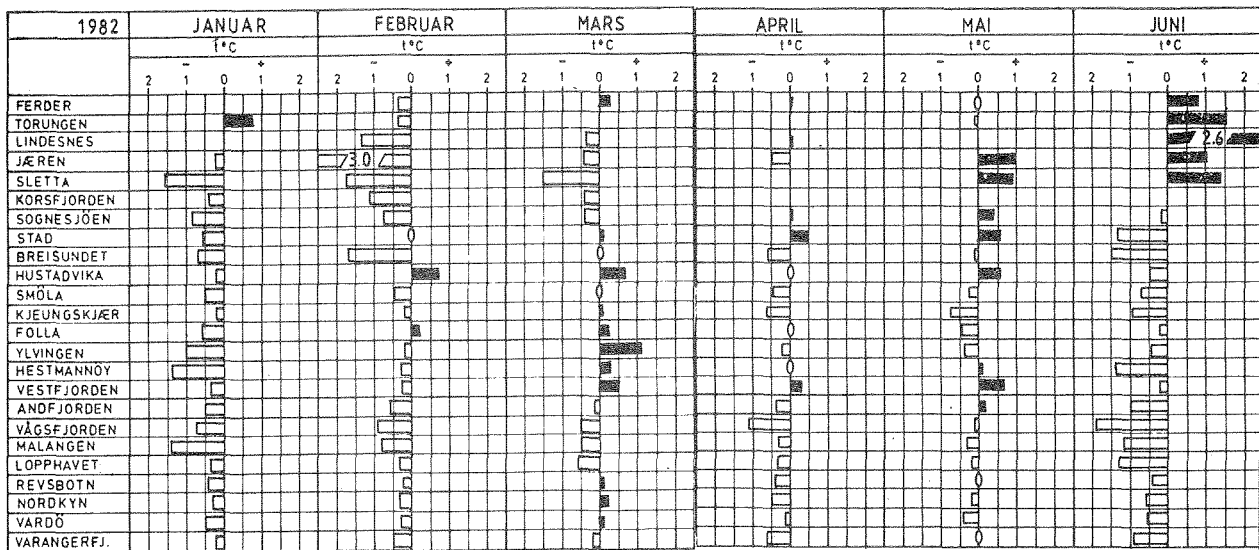 1982 JANUAR FEBRUAR MARS APRIL MAI JUNI
t°C t°C t°C t°C t°C t°C
- + - + - + - + - + - +
2 1 0 1 2 2 1 0 1 2 2 1 0 1 2 2 1 0 1 2 2 1 0 1 2 2 1 0 1 2
FERDER
TORUNGEN
LINDESNES 2.6
JÆREN 3.0
SLETTA
KORSFJORDEN
SOGNESJÖEN
STAD
BREISUNDET
HUSTADVIKA
SMÖLA
KJEUNGSKJÆR
FOLLA
YLVINGEN
HESTMANNÖY
VESTFJORDEN
ANDFJORDEN
VÅGSFJORDEN
MALANGEN
LOPPHAVET
REVSBOTN
NORDKYN
VARDÖ
VARANGERFJ.